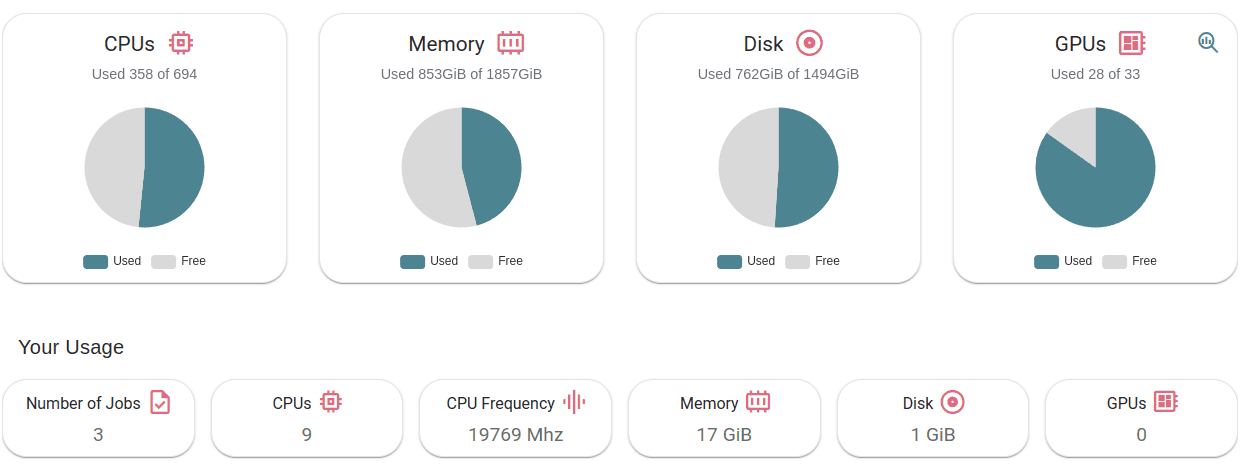 CPUs
Used 358 of 694
Used Free
Memory
Used 853GiB of 1857GiB
Used Free
Disk
Used 762GiB of 1494GiB
Used Free
GPUs
Used 28 of 33
Used Free
Your Usage
Number of Jobs
3
CPUs
9
CPU Frequency
19769 Mhz
Memory
17 GiB
Disk
1 GiB
GPUs
0